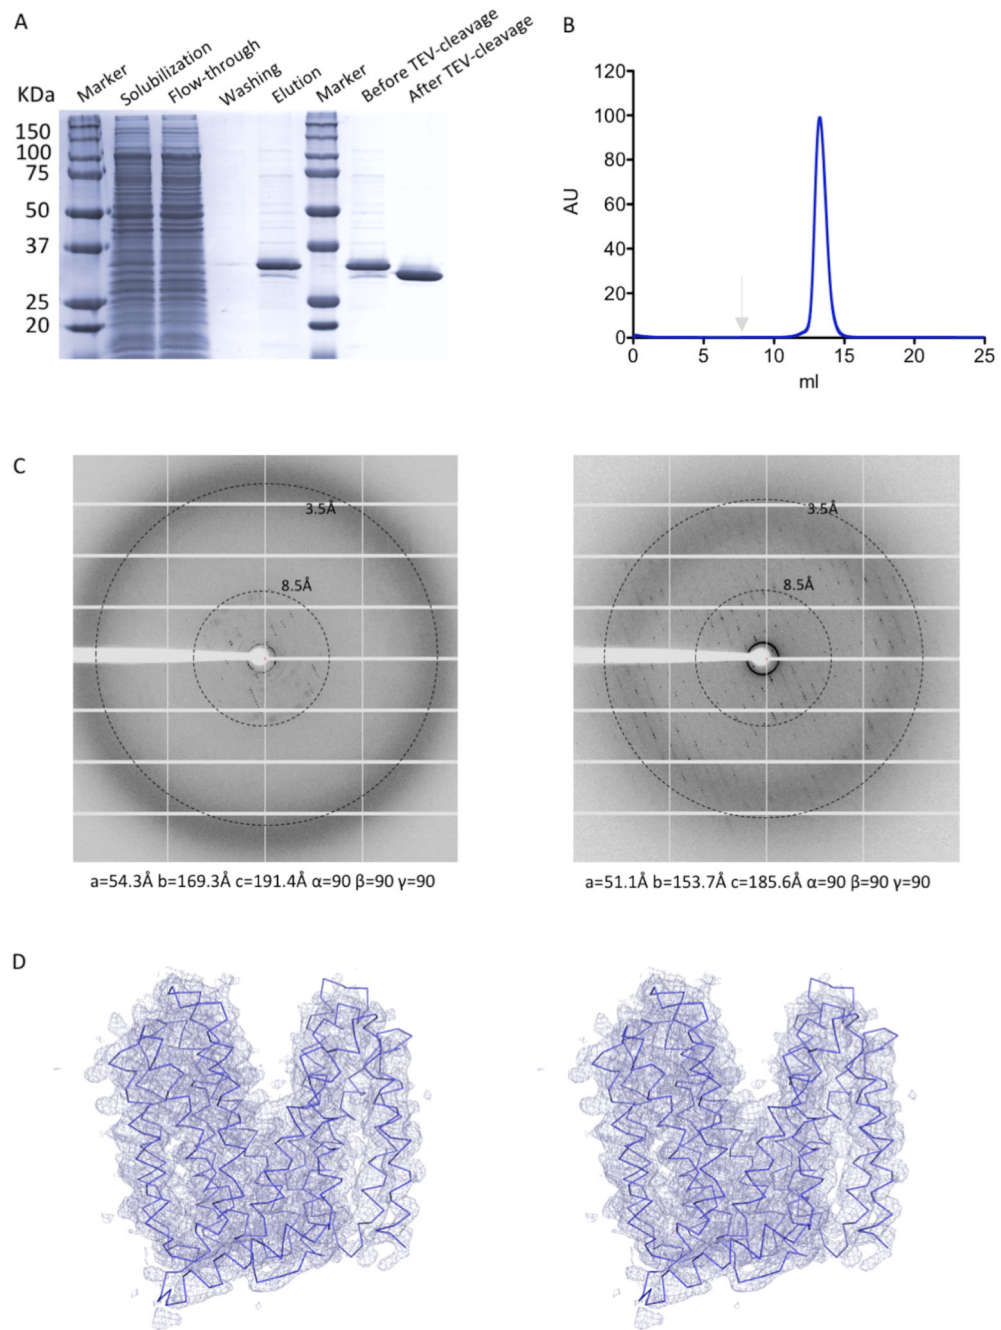 A
KDa
Marker
Solubilization
Flow-through
Washing
Elution
Marker
Before TEV-cleavage
After TEV-cleavage
150
100
75
50
37
25
20
B
AU
120
100
80
60
40
20
0
0 5 10 15 20 25
ml
C
3.5Å
8.5Å
a=54.3Å b=169.3Å c=191.4Å α=90 β=90 γ=90
3.5Å
8.5Å
a=51.1Å b=153.7Å c=185.6Å α=90 β=90 γ=90
D